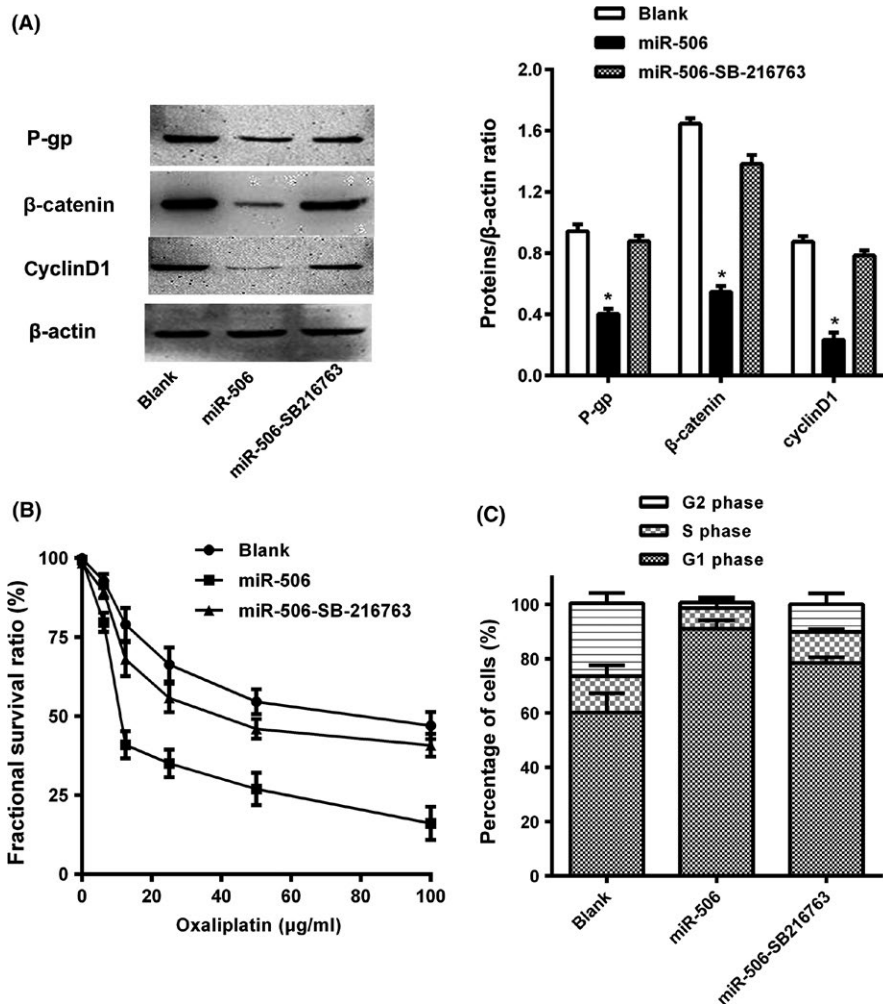 (A)
P-gp
β-catenin
CyclinD1
β-actin
Blank
miR-506
miR-506-SB216763
Blank
miR-506
miR-506-SB-216763
Proteins/β-actin ratio
2.0
1.6
1.2
0.8
0.4
0.0
*
*
*
P-gp
β-catenin
cyclinD1
(B)
Blank
miR-506
miR-506-SB-216763
Fractional survival ratio (%)
100
75
50
25
0
0 20 40 60 80 100
Oxaliplatin (μg/ml)
(C)
G2 phase
S phase
G1 phase
Percentage of cells (%)
100
80
60
40
20
0
Blank
miR-506
miR-506-SB216763